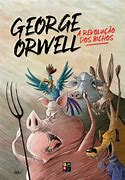 GEORGE
ORWELL
A REVOLUÇÃO
DOS BICHOS